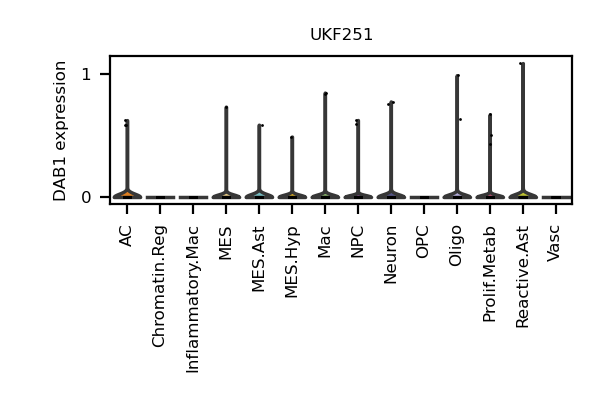 UKF251
DAB1 expression
1
0
AC
Chromatin.Reg
Inflammatory.Mac
MES
MES.Ast
MES.Hyp
Mac
NPC
Neuron
OPC
Oligo
Prolif.Metab
Reactive.Ast
Vasc